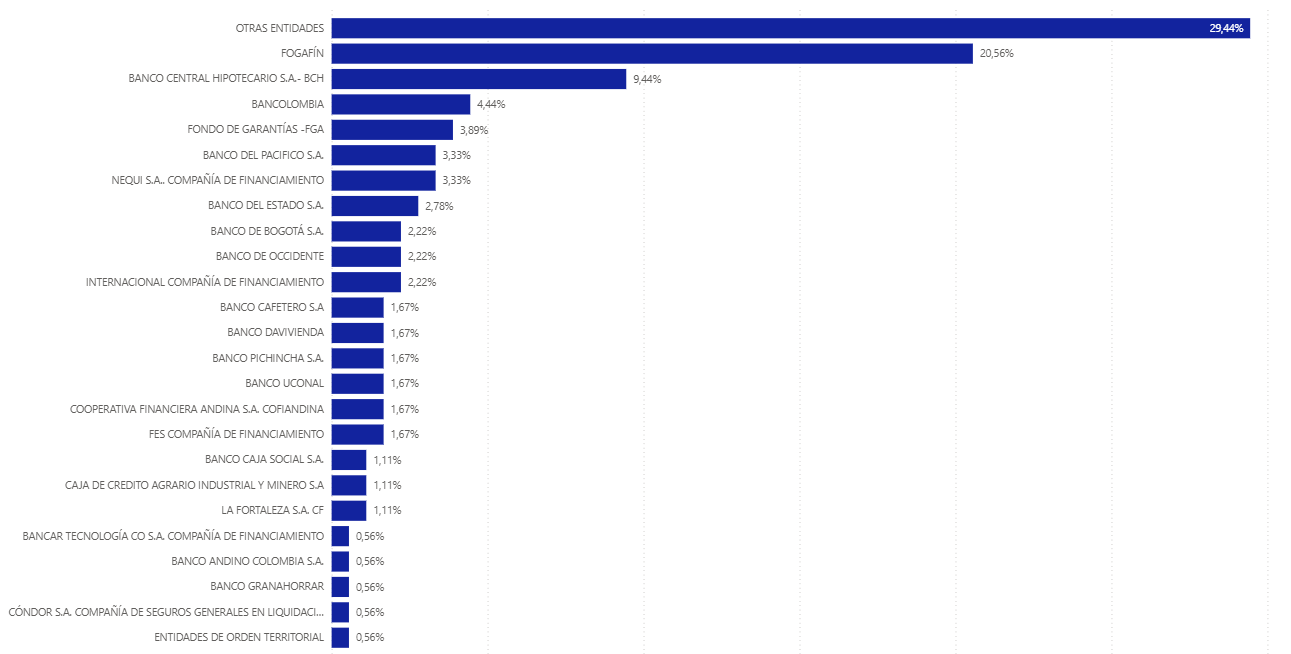 OTRAS ENTIDADES 29,44%
FOGAFÍN 20,56%
BANCO CENTRAL HIPOTECARIO S.A.- BCH 9,44%
BANCOLOMBIA 4,44%
FONDO DE GARANTÍAS -FGA 3,89%
BANCO DEL PACIFICO S.A. 3,33%
NEQUI S.A.. COMPAÑÍA DE FINANCIAMIENTO 3,33%
BANCO DEL ESTADO S.A. 2,78%
BANCO DE BOGOTÁ S.A. 2,22%
BANCO DE OCCIDENTE 2,22%
INTERNACIONAL COMPAÑÍA DE FINANCIAMIENTO 2,22%
BANCO CAFETERO S.A 1,67%
BANCO DAVIVIENDA 1,67%
BANCO PICHINCHA S.A. 1,67%
BANCO UCONAL 1,67%
COOPERATIVA FINANCIERA ANDINA S.A. COFIANDINA 1,67%
FES COMPAÑÍA DE FINANCIAMIENTO 1,67%
BANCO CAJA SOCIAL S.A. 1,11%
CAJA DE CREDITO AGRARIO INDUSTRIAL Y MINERO S.A 1,11%
LA FORTALEZA S.A. CF 1,11%
BANCAR TECNOLOGÍA CO S.A. COMPAÑÍA DE FINANCIAMIENTO 0,56%
BANCO ANDINO COLOMBIA S.A. 0,56%
BANCO GRANAHORRAR 0,56%
CÓNDOR S.A. COMPAÑÍA DE SEGUROS GENERALES EN LIQUIDACI... 0,56%
ENTIDADES DE ORDEN TERRITORIAL 0,56%